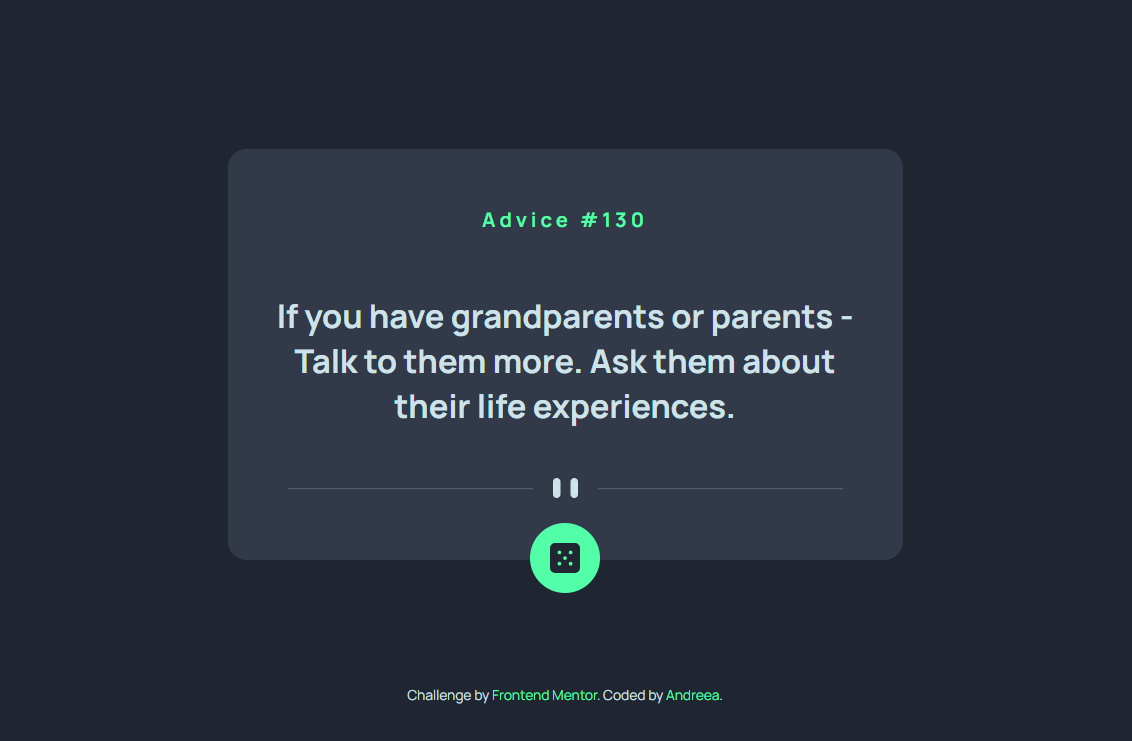 Advice #130
If you have grandparents or parents -
Talk to them more. Ask them about
their life experiences.
Challenge by Frontend Mentor. Coded by Andreea.